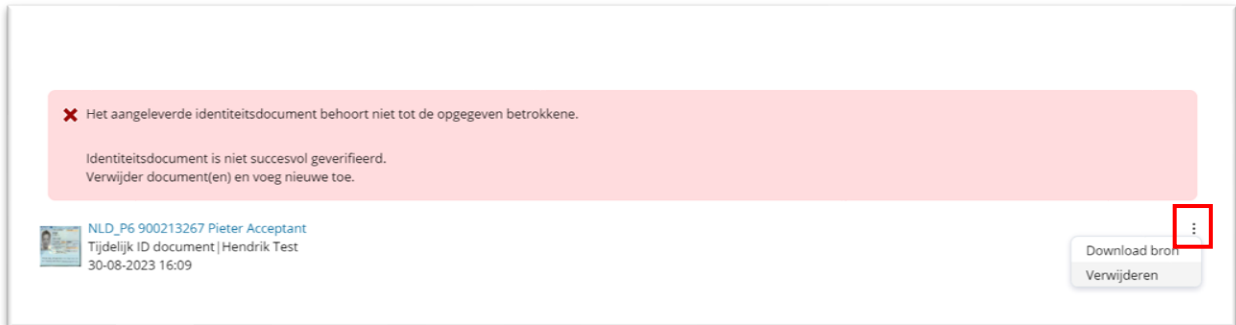 Het aangeleverde identiteitsdocument behoort niet tot de opgegeven betrokkene.
Identiteitsdocument is niet succesvol geverifieerd.
Verwijder document(en) en voeg nieuwe toe.
NLD_P6 900213267 Pieter Acceptant
Tijdelijk ID document|Hendrik Test
30-08-2023 16:09
Download bron
Verwijderen